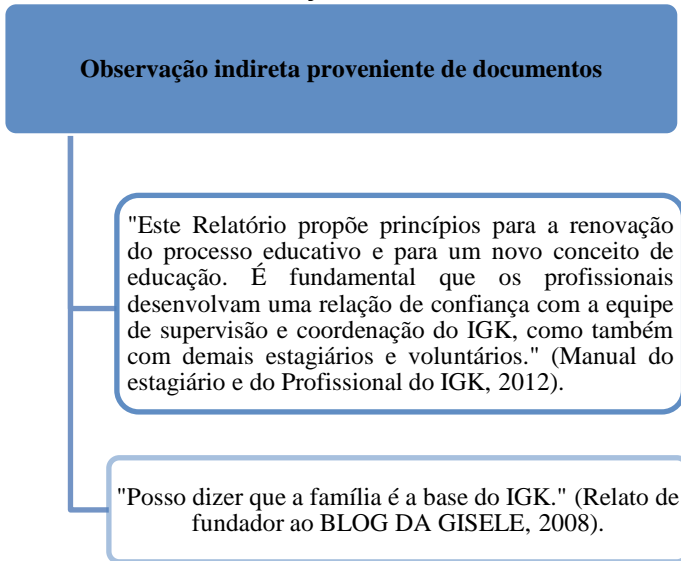 Observação indireta proveniente de documentos
"Este Relatório propõe princípios para a renovação
do processo educativo e para um novo conceito de
educação. É fundamental que os profissionais
desenvolvam uma relação de confiança com a equipe
de supervisão e coordenação do IGK, como também
com demais estagiários e voluntários." (Manual do
estagiário e do Profissional do IGK, 2012).
"Posso dizer que a família é a base do IGK." (Relato de
fundador ao BLOG DA GISELE, 2008).